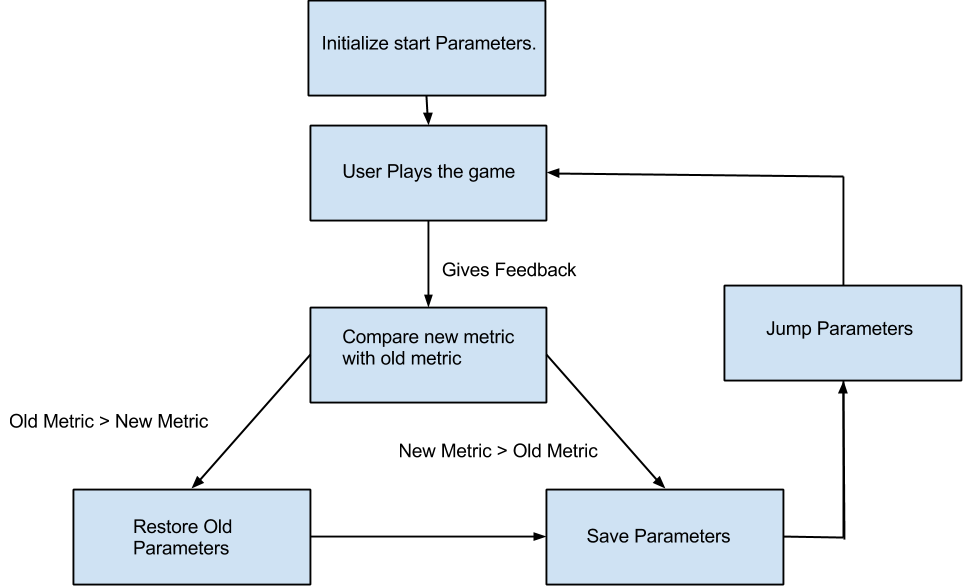 Initialize start Parameters.
User Plays the game
Gives Feedback
Compare new metric
with old metric
Jump Parameters
Old Metric > New Metric
New Metric > Old Metric
Restore Old
Parameters
Save Parameters